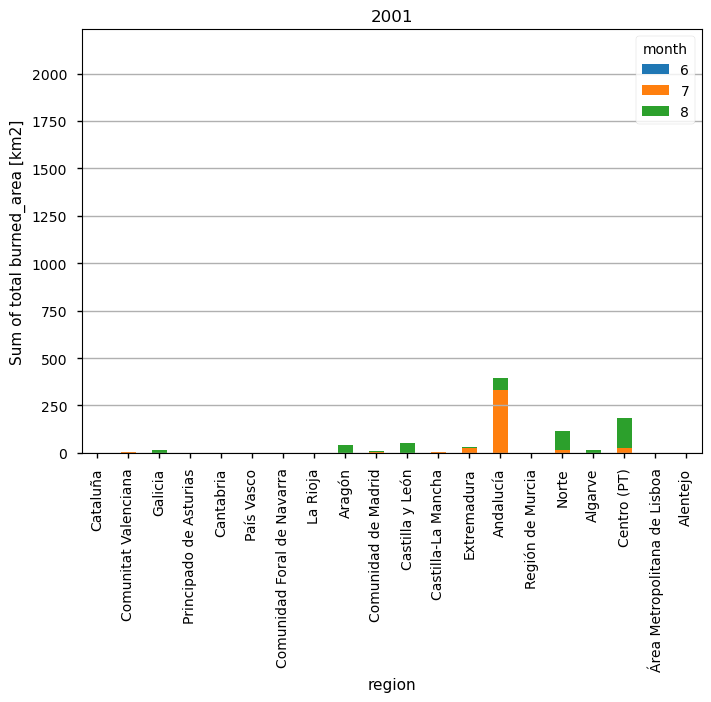 2001
month
6
7
8
Sum of total burned_area [km2]
2000
1750
1500
1250
1000
750
500
250
0
Cataluña
Comunitat Valenciana
Galicia
Principado de Asturias
Cantabria
País Vasco
Comunidad Foral de Navarra
La Rioja
Aragón
Comunidad de Madrid
Castilla y León
Castilla-La Mancha
Extremadura
Andalucía
Región de Murcia
Norte
Algarve
Centro (PT)
Área Metropolitana de Lisboa
Alentejo
region